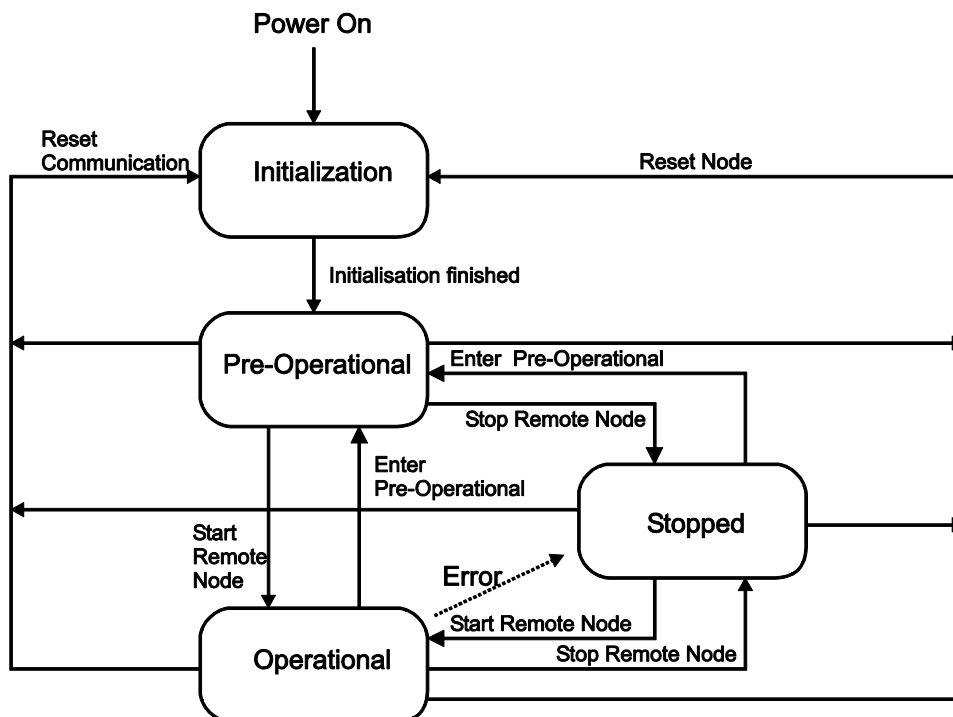 Power On
Reset
Communication
Initialization
Reset Node
Initialisation finished
Pre-Operational
Enter Pre-Operational
Stop Remote Node
Enter
Pre-Operational
Stopped
Start
Remote
Node
Error
Start Remote Node
Operational
Stop Remote Node